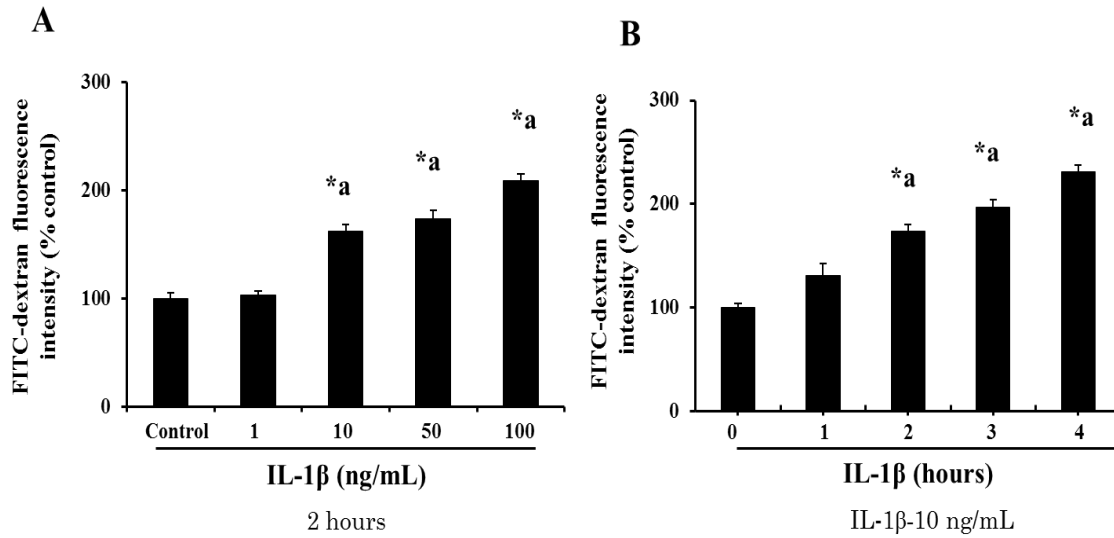 A
FITC-dextran fluorescence
intensity (% control)
300
200
100
0
*a
*a
*a
Control 1 10 50 100
IL-1β (ng/mL)
2 hours
B
FITC-dextran fluorescence
intensity (% control)
300
200
100
0
*a
*a
*a
0 1 2 3 4
IL-1β (hours)
IL-1β-10 ng/mL